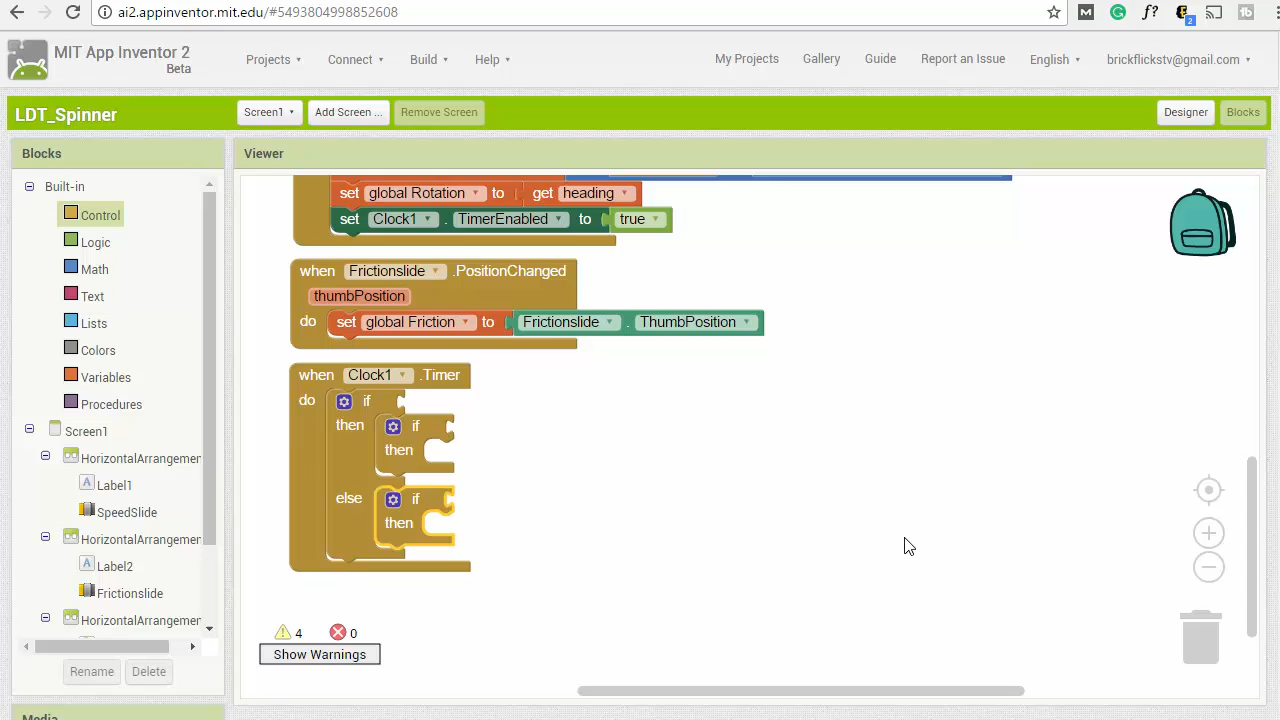 ai2.appinventor.mit.edu/#5493804998852608
M
f?
2
MIT App Inventor 2
Beta
Projects
Connect
Build
Help
My Projects
Gallery
Guide
Report an Issue
English
brickflickstv@gmail.com
LDT_Spinner
Screen1
Add Screen ...
Remove Screen
Designer
Blocks
Blocks
Viewer
Built-in
Control
Logic
Math
Text
Lists
Colors
Variables
Procedures
Screen1
HorizontalArrangemen
A Label1
SpeedSlide
HorizontalArrangemen
A Label2
Frictionslide
HorizontalArrangemen
Rename
Delete
Media
set global Rotation to get heading
set Clock1 . TimerEnabled to true
when Frictionslide .PositionChanged
thumbPosition
do set global Friction to Frictionslide . ThumbPosition
when Clock1 .Timer
do if
then if
then
else if
then
4
0
Show Warnings